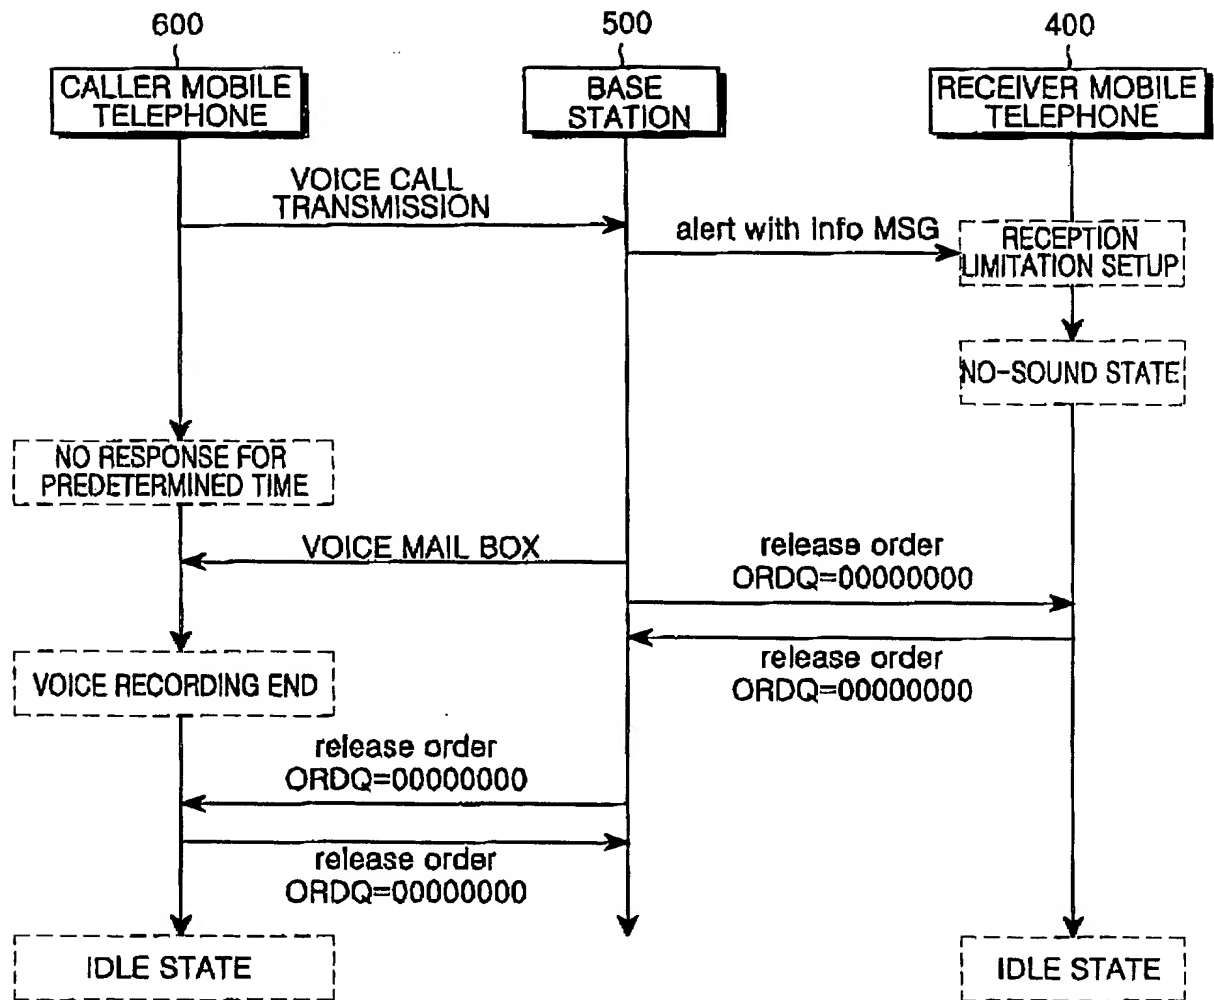 600
500
400
CALLER MOBILE
TELEPHONE
BASE
STATION
RECEIVER MOBILE
TELEPHONE
VOICE CALL
TRANSMISSION
alert with info MSG
RECEPTION
LIMITATION SETUP
NO-SOUND STATE
NO RESPONSE FOR
PREDETERMINED TIME
VOICE MAIL BOX
release order
ORDQ=00000000
release order
ORDQ=00000000
VOICE RECORDING END
release order
ORDQ=00000000
release order
ORDQ=00000000
IDLE STATE
IDLE STATE